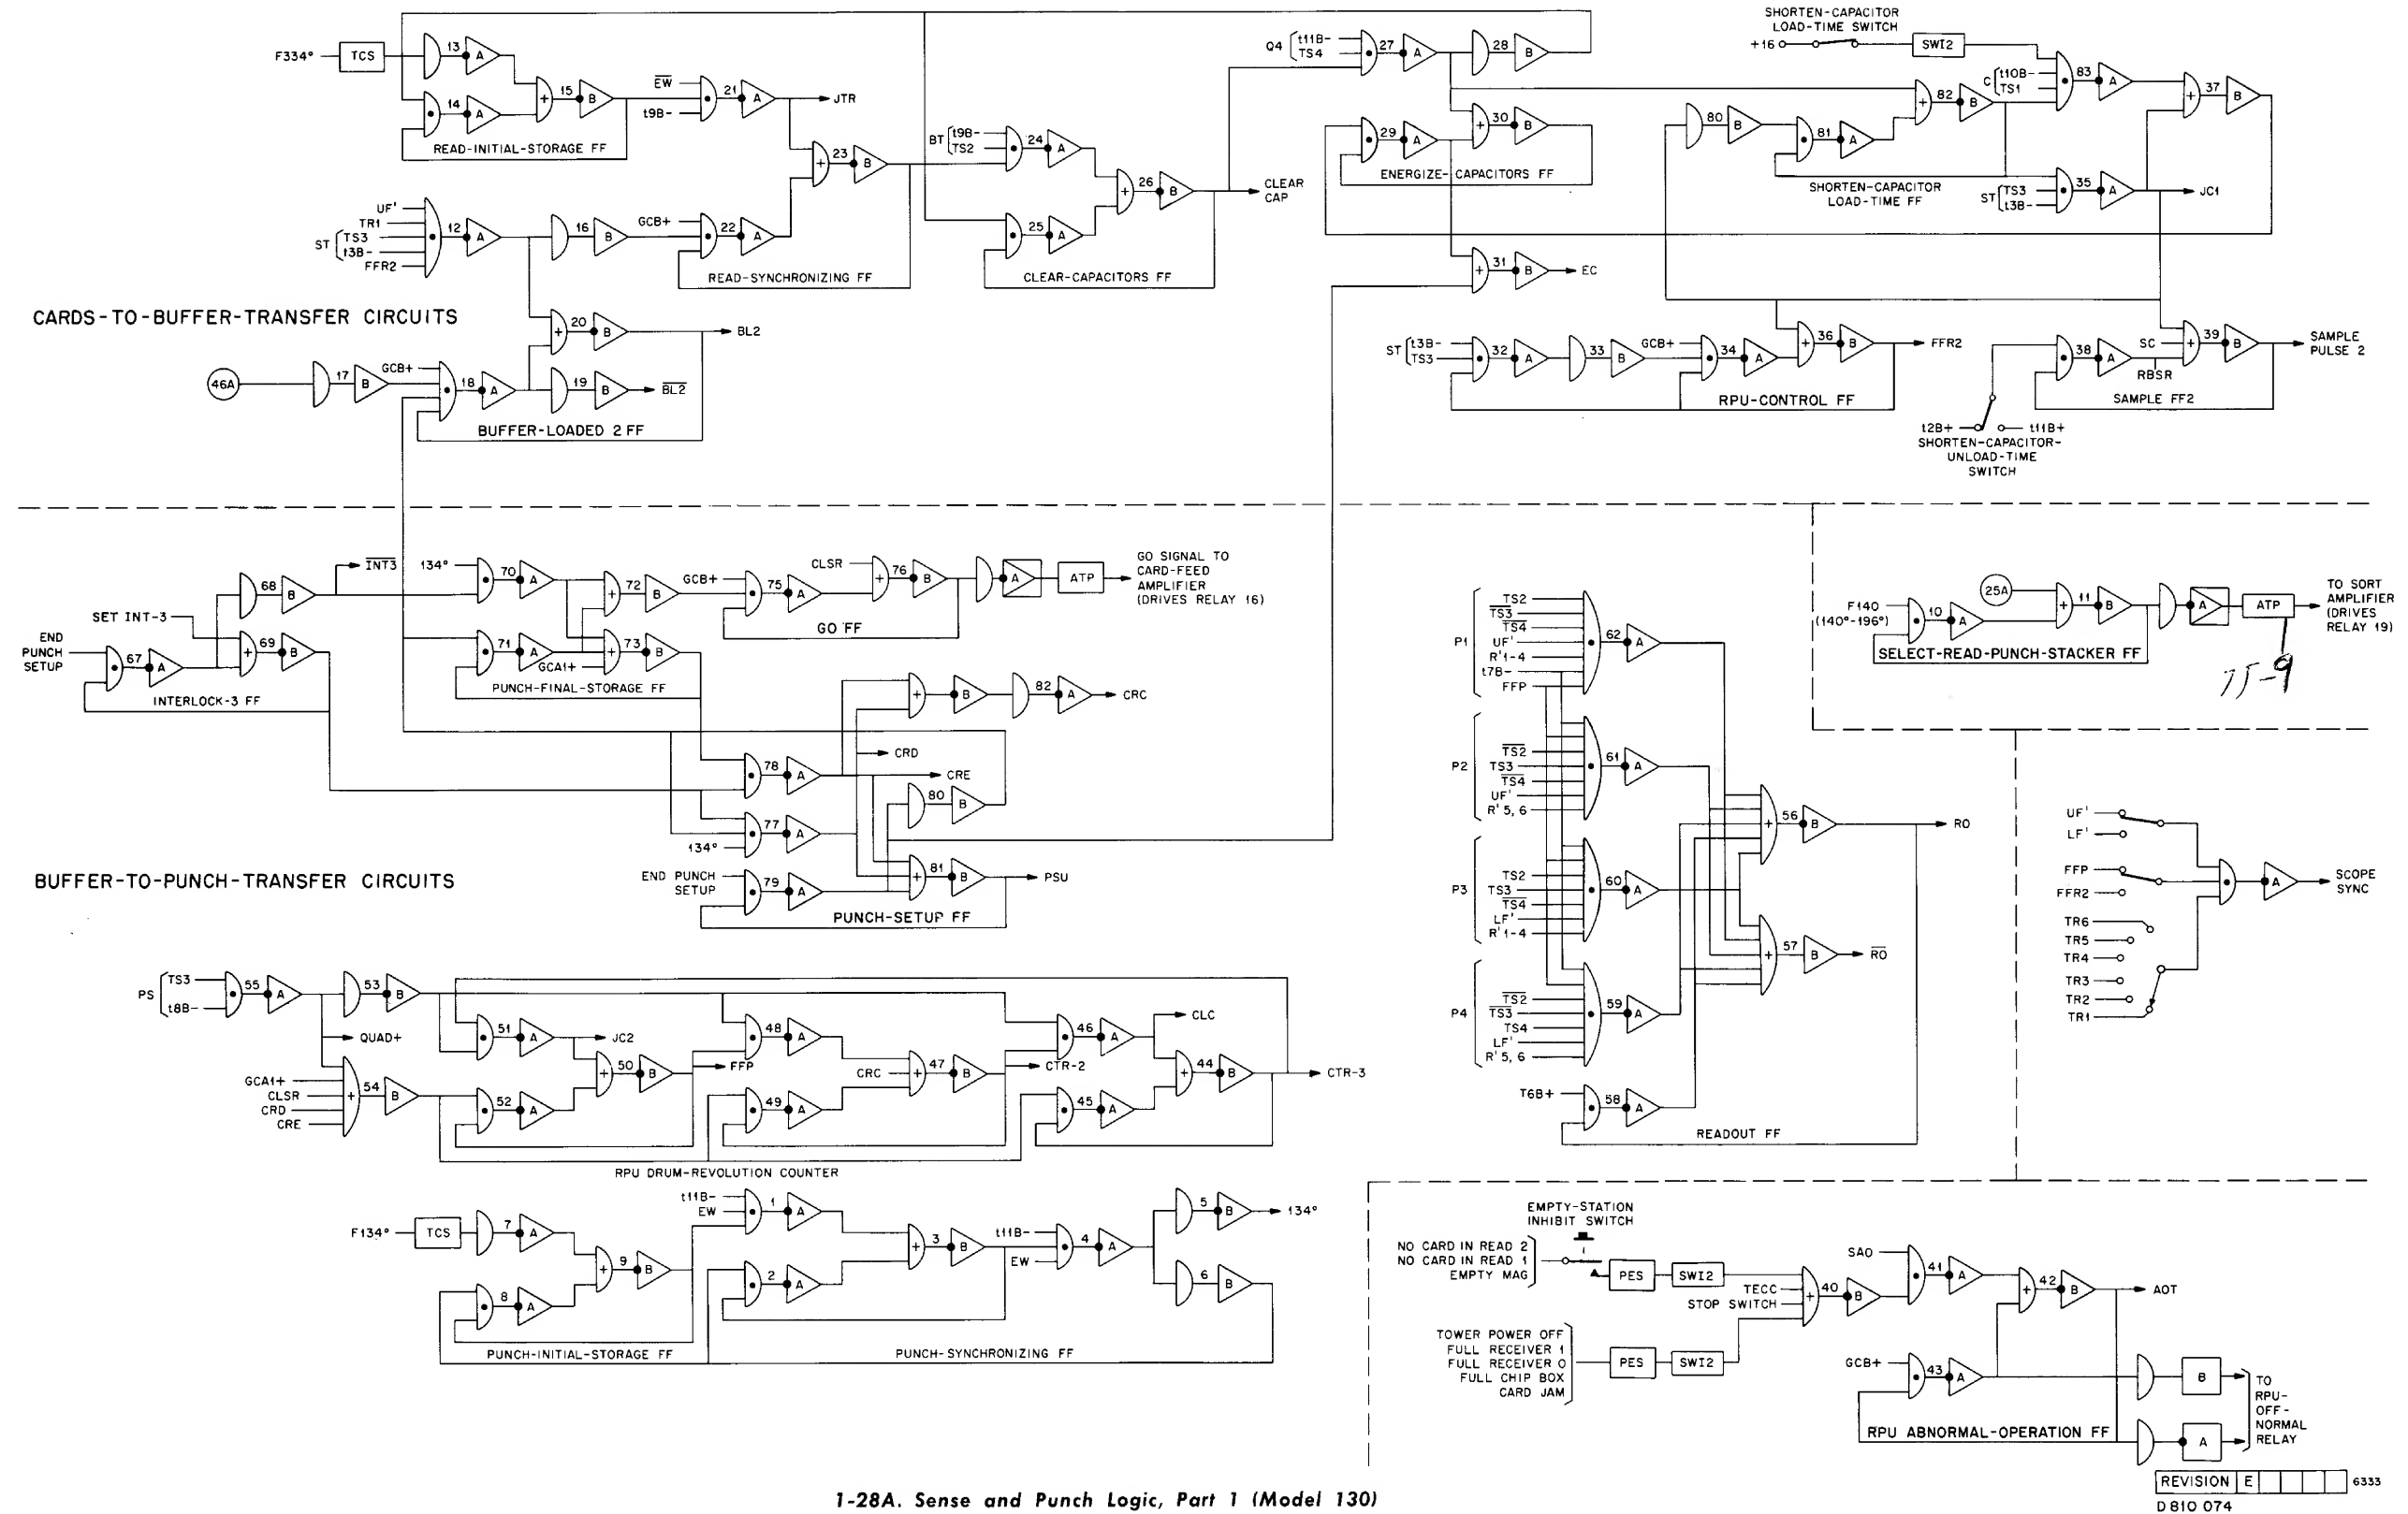 SHORTEN-CAPACITOR
LOAD-TIME SWITCH
+16
SWI2
F334°
TCS
13
A
14
A
+
15
B
READ-INITIAL-STORAGE FF
E̅W̅
t9B-
21
A
JTR
UF'
TR1
ST
TS3
t3B-
FFR2
12
A
16
B
GCB+
22
A
+
23
B
READ-SYNCHRONIZING FF
BT
t9B-
TS2
24
A
25
A
+
26
B
CLEAR
CAP
CLEAR-CAPACITORS FF
Q4
t11B-
TS4
27
A
28
B
29
A
+
30
B
ENERGIZE-CAPACITORS FF
+
31
B
EC
80
B
81
A
+
82
B
SHORTEN-CAPACITOR
LOAD-TIME FF
C
t10B-
TS1
83
A
+
37
B
ST
TS3
t3B-
35
A
JC1
CARDS-TO-BUFFER-TRANSFER CIRCUITS
46A
17
B
GCB+
18
A
+
20
B
BL2
19
B
B̅L̅2̅
BUFFER-LOADED 2 FF
ST
t3B-
TS3
32
A
33
B
GCB+
34
A
+
36
B
FFR2
RPU-CONTROL FF
38
A
SC
RBSR
+
39
B
SAMPLE
PULSE 2
SAMPLE FF2
t2B+
t11B+
SHORTEN-CAPACITOR-
UNLOAD-TIME
SWITCH
I̅N̅T̅3̅
SET INT-3
END
PUNCH
SETUP
67
A
68
B
+
69
B
INTERLOCK-3 FF
134°
70
A
71
A
GCA1+
+
72
B
+
73
B
PUNCH-FINAL-STORAGE FF
GCB+
75
A
CLSR
+
76
B
GO FF
A
ATP
GO SIGNAL TO
CARD-FEED
AMPLIFIER
(DRIVES RELAY 16)
+
B
82
A
CRC
CRD
78
A
CRE
80
B
77
A
134°
END PUNCH
SETUP
79
A
+
81
B
PSU
PUNCH-SETUP FF
BUFFER-TO-PUNCH-TRANSFER CIRCUITS
P1
TS2
T̅S̅3̅
T̅S̅4̅
UF'
R'1-4
t7B-
FFP
62
A
P2
T̅S̅2̅
TS3
T̅S̅4̅
UF'
R'5, 6
61
A
P3
TS2
TS3
T̅S̅4̅
LF'
R'1-4
60
A
P4
T̅S̅2̅
T̅S̅3̅
TS4
LF'
R'5, 6
59
A
T6B+
58
A
+
56
B
RO
+
57
B
R̅O̅
READOUT FF
25A
F140
(140°-196°)
10
A
+
11
B
A
ATP
TO SORT
AMPLIFIER
(DRIVES
RELAY 19)
SELECT-READ-PUNCH-STACKER FF
75-9
UF'
LF'
FFP
FFR2
TR6
TR5
TR4
TR3
TR2
TR1
A
SCOPE
SYNC
PS
TS3
t8B-
55
A
53
B
QUAD+
GCA1+
CLSR
CRD
CRE
+
54
B
51
A
JC2
52
A
+
50
B
FFP
48
A
49
A
CRC
+
47
B
CTR-2
46
A
CLC
45
A
+
44
B
CTR-3
RPU DRUM-REVOLUTION COUNTER
F134°
TCS
7
A
8
A
+
9
B
PUNCH-INITIAL-STORAGE FF
t11B-
EW
1
A
2
A
+
3
B
t11B-
EW
4
A
5
B
134°
6
B
PUNCH-SYNCHRONIZING FF
EMPTY-STATION
INHIBIT SWITCH
NO CARD IN READ 2
NO CARD IN READ 1
EMPTY MAG
PES
SWI2
TECC
STOP SWITCH
+
40
B
TOWER POWER OFF
FULL RECEIVER 1
FULL RECEIVER 0
FULL CHIP BOX
CARD JAM
PES
SWI2
SAO
41
A
+
42
B
AOT
GCB+
43
A
B
A
TO
RPU-
OFF-
NORMAL
RELAY
RPU ABNORMAL-OPERATION FF
1-28A. Sense and Punch Logic, Part 1 (Model 130)
REVISION E
6333
D 810 074